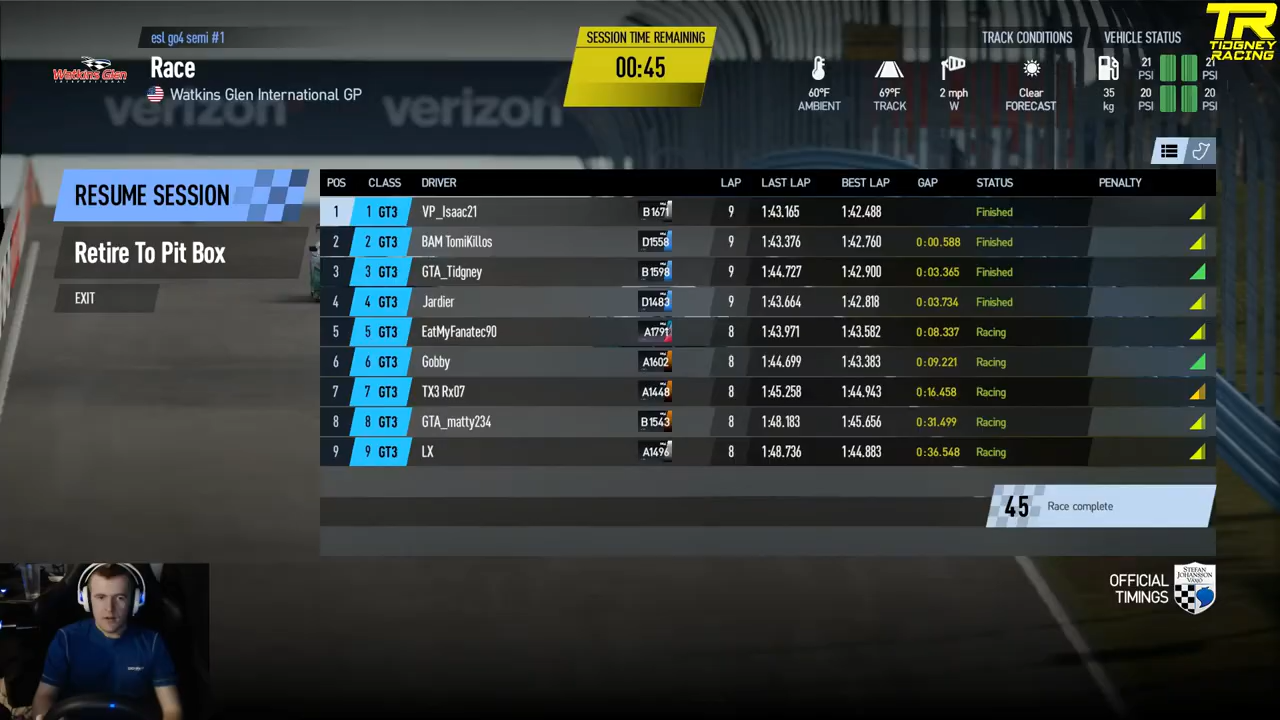 esl go4 semi #1
Race
Watkins Glen
INTERNATIONAL
Watkins Glen International GP
verizon verizon
SESSION TIME REMAINING
00:45
TRACK CONDITIONS VEHICLE STATUS
TR
TIDGNEY
RACING
60°F
AMBIENT
69°F
TRACK
2 mph
W
Clear
FORECAST
35
kg
21
PSI
21
PSI
20
PSI
20
PSI
RESUME SESSION
Retire To Pit Box
EXIT
POS CLASS DRIVER LAP LAST LAP BEST LAP GAP STATUS PENALTY
1 1 GT3 VP_Isaac21 B1671 9 1:43.165 1:42.488 Finished
2 2 GT3 BAM TomiKillos D1558 9 1:43.376 1:42.760 0:00.588 Finished
3 3 GT3 GTA_Tidgney B1598 9 1:44.727 1:42.900 0:03.365 Finished
4 4 GT3 Jardier D1483 9 1:43.664 1:42.818 0:03.734 Finished
5 5 GT3 EatMyFanatec90 A1791 8 1:43.971 1:43.582 0:08.337 Racing
6 6 GT3 Gobby A1602 8 1:44.699 1:43.383 0:09.221 Racing
7 7 GT3 TX3 Rx07 A1448 8 1:45.258 1:44.943 0:16.458 Racing
8 8 GT3 GTA_matty234 B1543 8 1:48.183 1:45.656 0:31.499 Racing
9 9 GT3 LX A1496 8 1:48.736 1:44.883 0:36.548 Racing
45 Race complete
OFFICIAL
TIMINGS
STEFAN
JOHANSSON
VÄXÖ